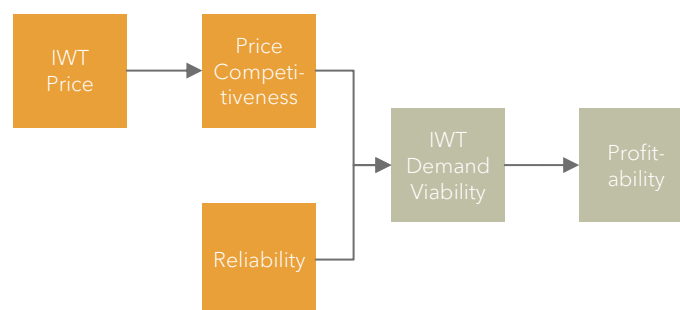 IWT
Price
Price
Competi-
tiveness
Reliability
IWT
Demand
Viability
Profit-
ability